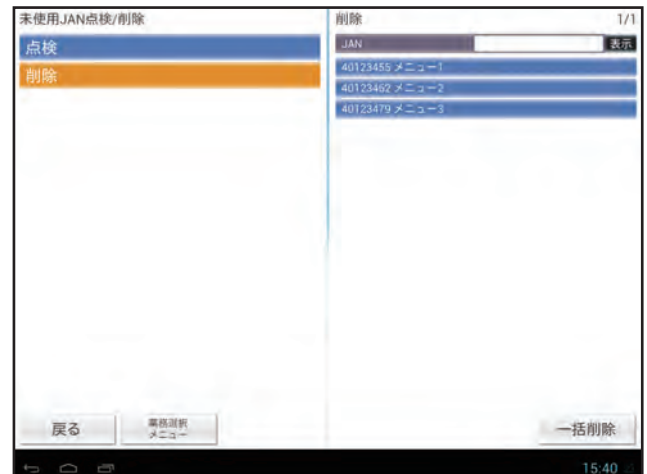 未使用JAN点検/削除
点検
削除
戻る
業務選択
メニュー
削除
1/1
JAN
表示
40123455 メニュー1
40123462 メニュー2
40123479 メニュー3
一括削除
15:40